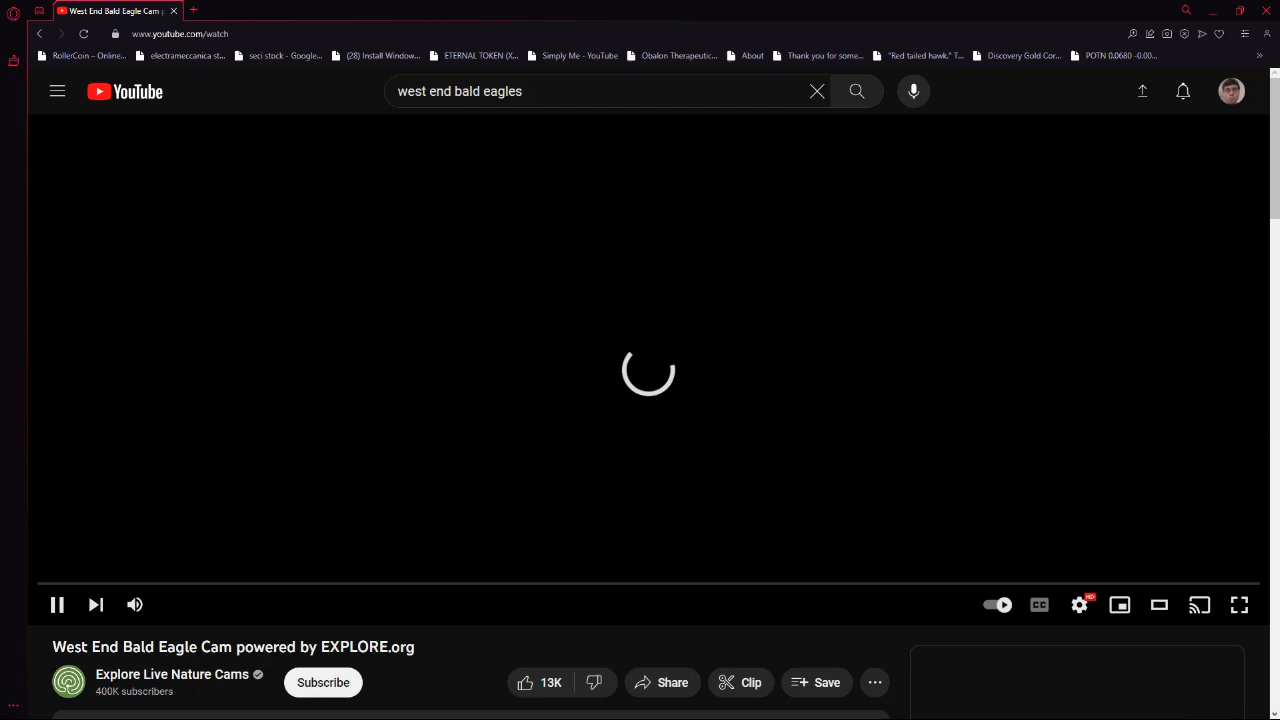 West End Bald Eagle Cam p
www.youtube.com/watch
RollerCoin – Online...
electrameccanica st...
seci stock - Google...
(28) Install Window...
ETERNAL TOKEN (X...
Simply Me - YouTube
Obalon Therapeutic...
About
Thank you for some...
"Red tailed hawk." T...
Discovery Gold Cor...
POTN 0.0680 -0.00...
YouTube
west end bald eagles
CC
HD
West End Bald Eagle Cam powered by EXPLORE.org
Explore Live Nature Cams
400K subscribers
Subscribe
13K
Share
Clip
Save